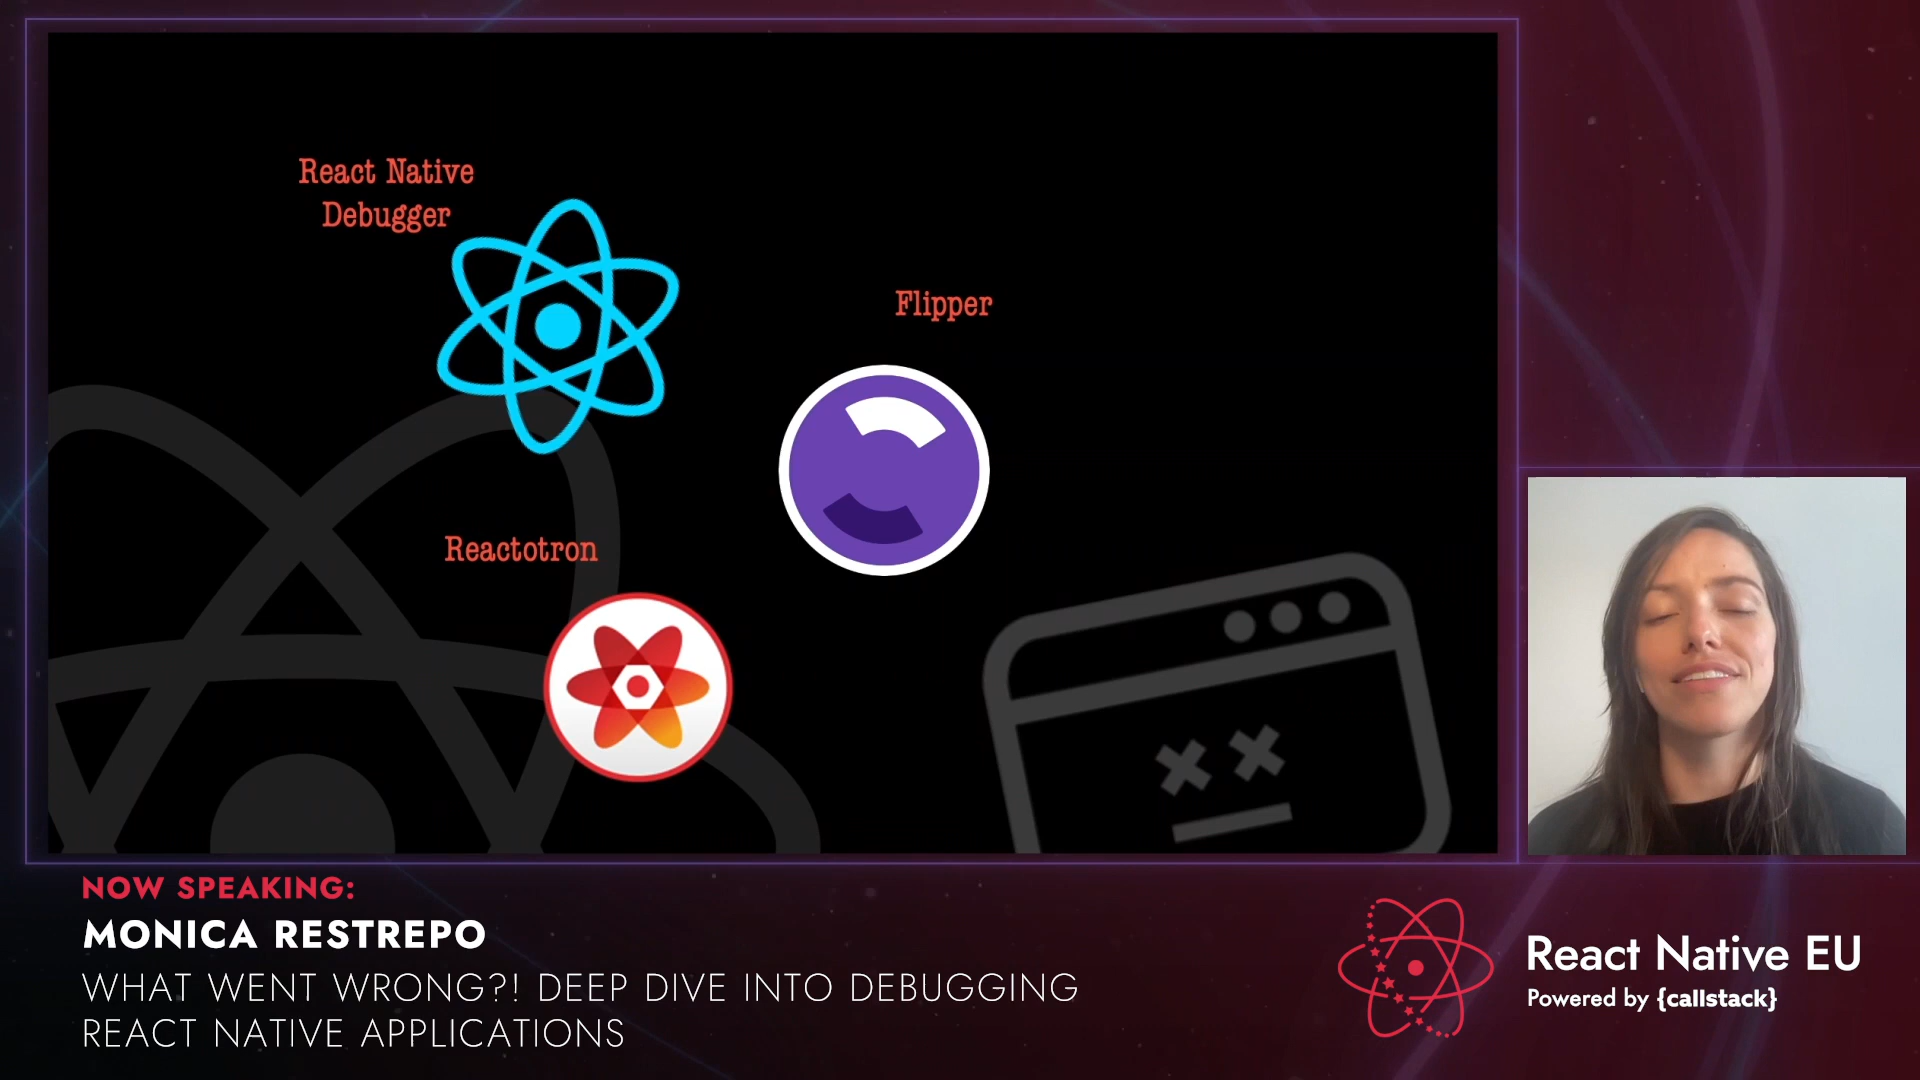 React Native
Debugger
Flipper
Reactotron
NOW SPEAKING:
MONICA RESTREPO
WHAT WENT WRONG?! DEEP DIVE INTO DEBUGGING
REACT NATIVE APPLICATIONS
React Native EU
Powered by {callstack}